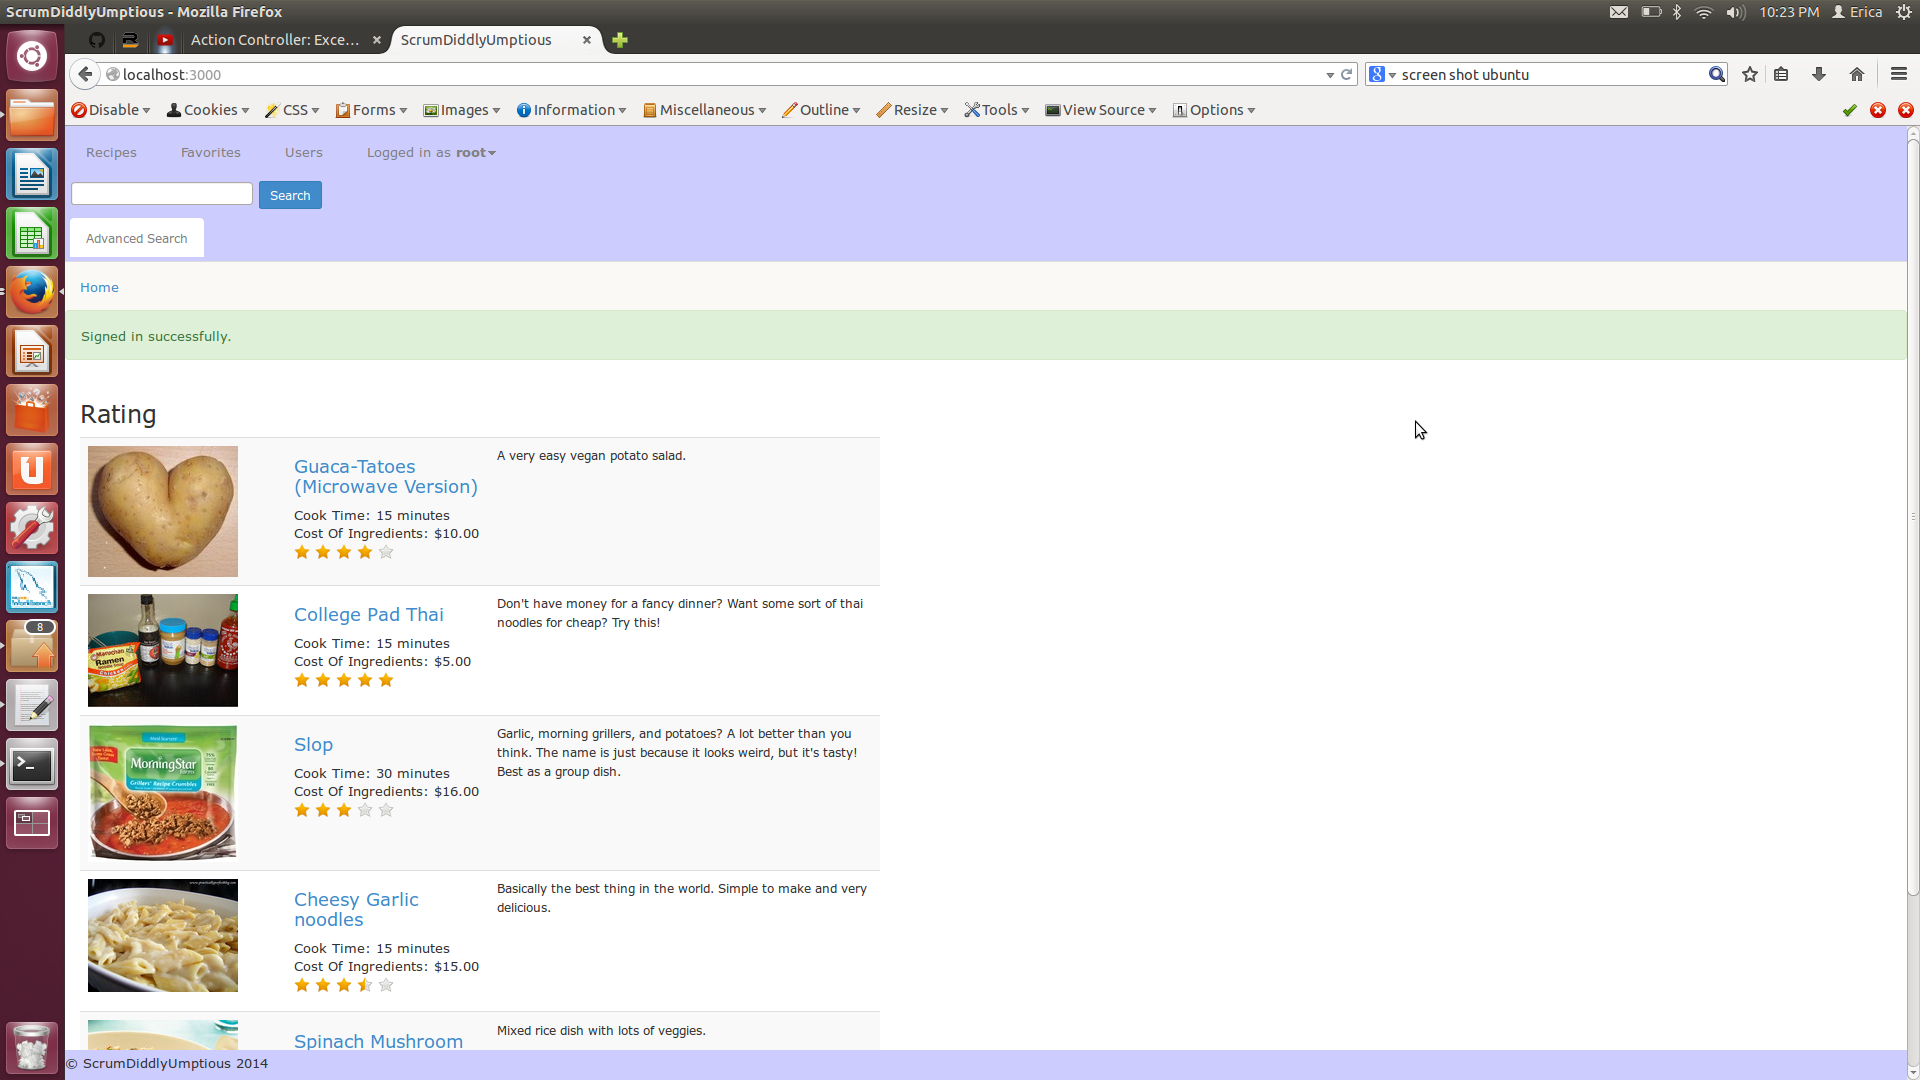 ScrumDiddlyUmptious - Mozilla Firefox
10:23 PM Erica
Action Controller: Exce...
ScrumDiddlyUmptious
localhost:3000
screen shot ubuntu
Disable Cookies CSS Forms Images Information Miscellaneous Outline Resize Tools View Source Options
Recipes Favorites Users Logged in as root
Search
Advanced Search
Home
Signed in successfully.
Rating
Guaca-Tatoes
(Microwave Version)
Cook Time: 15 minutes
Cost Of Ingredients: $10.00
A very easy vegan potato salad.
Maruchan
Ramen
College Pad Thai
Cook Time: 15 minutes
Cost Of Ingredients: $5.00
Don't have money for a fancy dinner? Want some sort of thai
noodles for cheap? Try this!
MorningStar
Grillers' Recipe Crumbles
Slop
Cook Time: 30 minutes
Cost Of Ingredients: $16.00
Garlic, morning grillers, and potatoes? A lot better than you
think. The name is just because it looks weird, but it's tasty!
Best as a group dish.
Cheesy Garlic
noodles
Cook Time: 15 minutes
Cost Of Ingredients: $15.00
Basically the best thing in the world. Simple to make and very
delicious.
Spinach Mushroom
Mixed rice dish with lots of veggies.
© ScrumDiddlyUmptious 2014
8